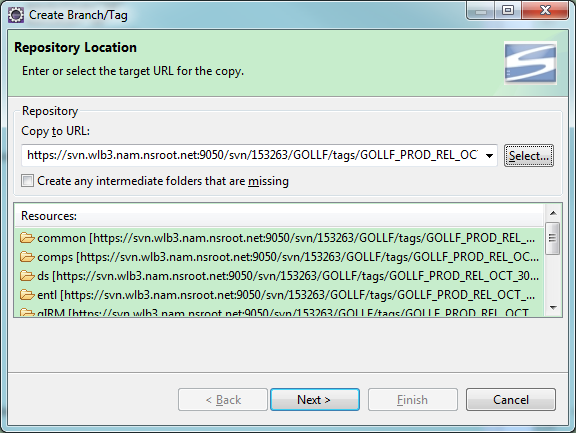 Create Branch/Tag
Repository Location
Enter or select the target URL for the copy.
Repository
Copy to URL:
https://svn.wlb3.nam.nsroot.net:9050/svn/153263/GOLLF/tags/GOLLF_PROD_REL_OCT
Select...
Create any intermediate folders that are missing
Resources:
common [https://svn.wlb3.nam.nsroot.net:9050/svn/153263/GOLLF/tags/GOLLF_PROD_REL_...
comps [https://svn.wlb3.nam.nsroot.net:9050/svn/153263/GOLLF/tags/GOLLF_PROD_REL_OC...
ds [https://svn.wlb3.nam.nsroot.net:9050/svn/153263/GOLLF/tags/GOLLF_PROD_REL_OCT_30...
entl [https://svn.wlb3.nam.nsroot.net:9050/svn/153263/GOLLF/tags/GOLLF_PROD_REL_OCT_...
gIRM [https://svn.wlb3.nam.nsroot.net:9050/svn/153263/GOLLF/tags/GOLLF_PROD_REL_OCT...
< Back
Next >
Finish
Cancel